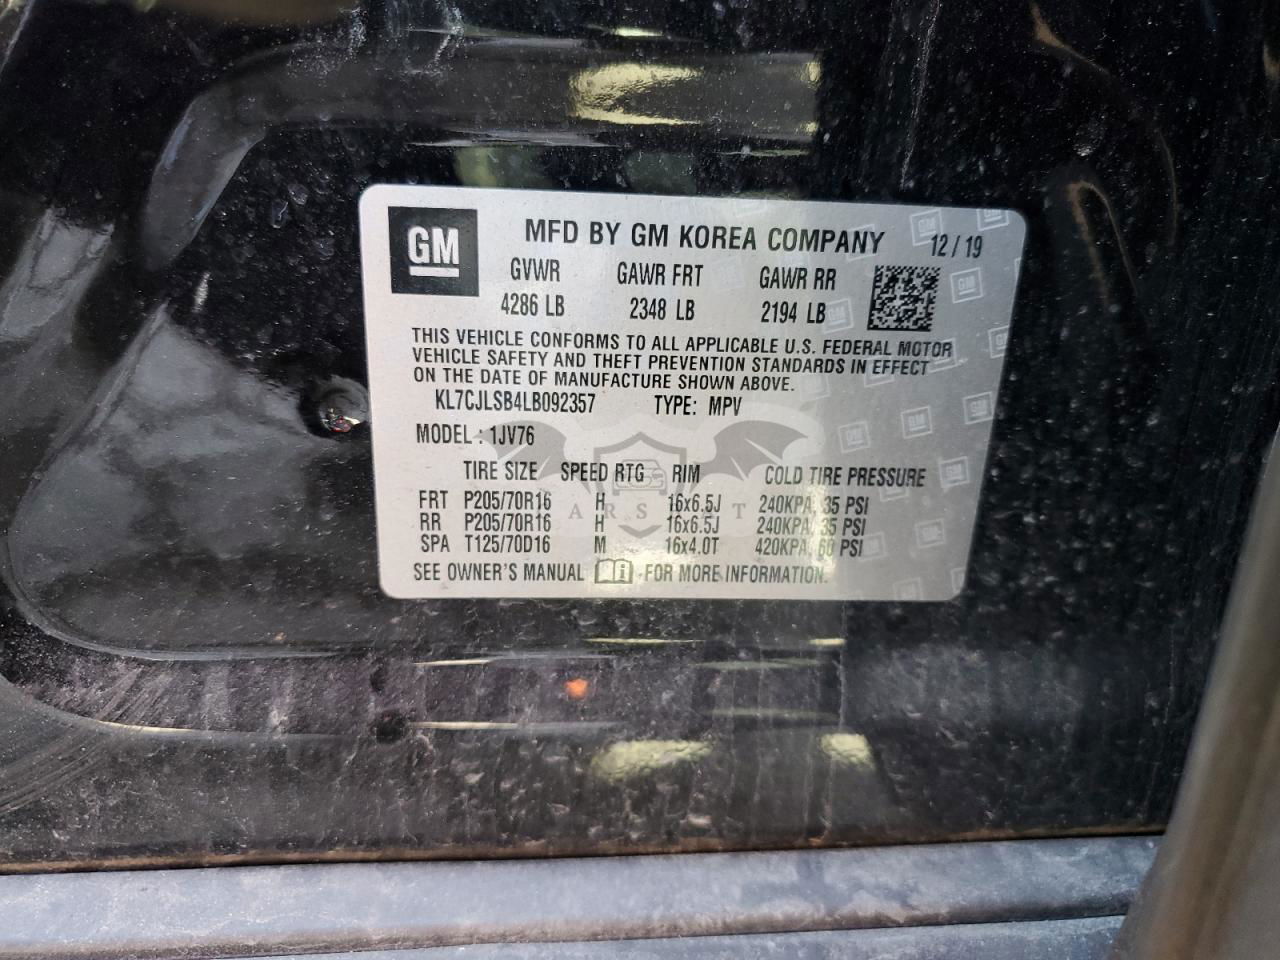 GM
MFD BY GM KOREA COMPANY 12/19
GVWR GAWR FRT GAWR RR
4286 LB 2348 LB 2194 LB
THIS VEHICLE CONFORMS TO ALL APPLICABLE U.S. FEDERAL MOTOR
VEHICLE SAFETY AND THEFT PREVENTION STANDARDS IN EFFECT
ON THE DATE OF MANUFACTURE SHOWN ABOVE.
KL7CJLSB4LB092357 TYPE: MPV
MODEL: 1JV76
TIRE SIZE SPEED RTG RIM COLD TIRE PRESSURE
FRT P205/70R16 H 16x6.5J 240KPA, 35 PSI
RR P205/70R16 H 16x6.5J 240KPA, 35 PSI
SPA T125/70D16 M 16x4.0T 420KPA, 60 PSI
SEE OWNER'S MANUAL FOR MORE INFORMATION.